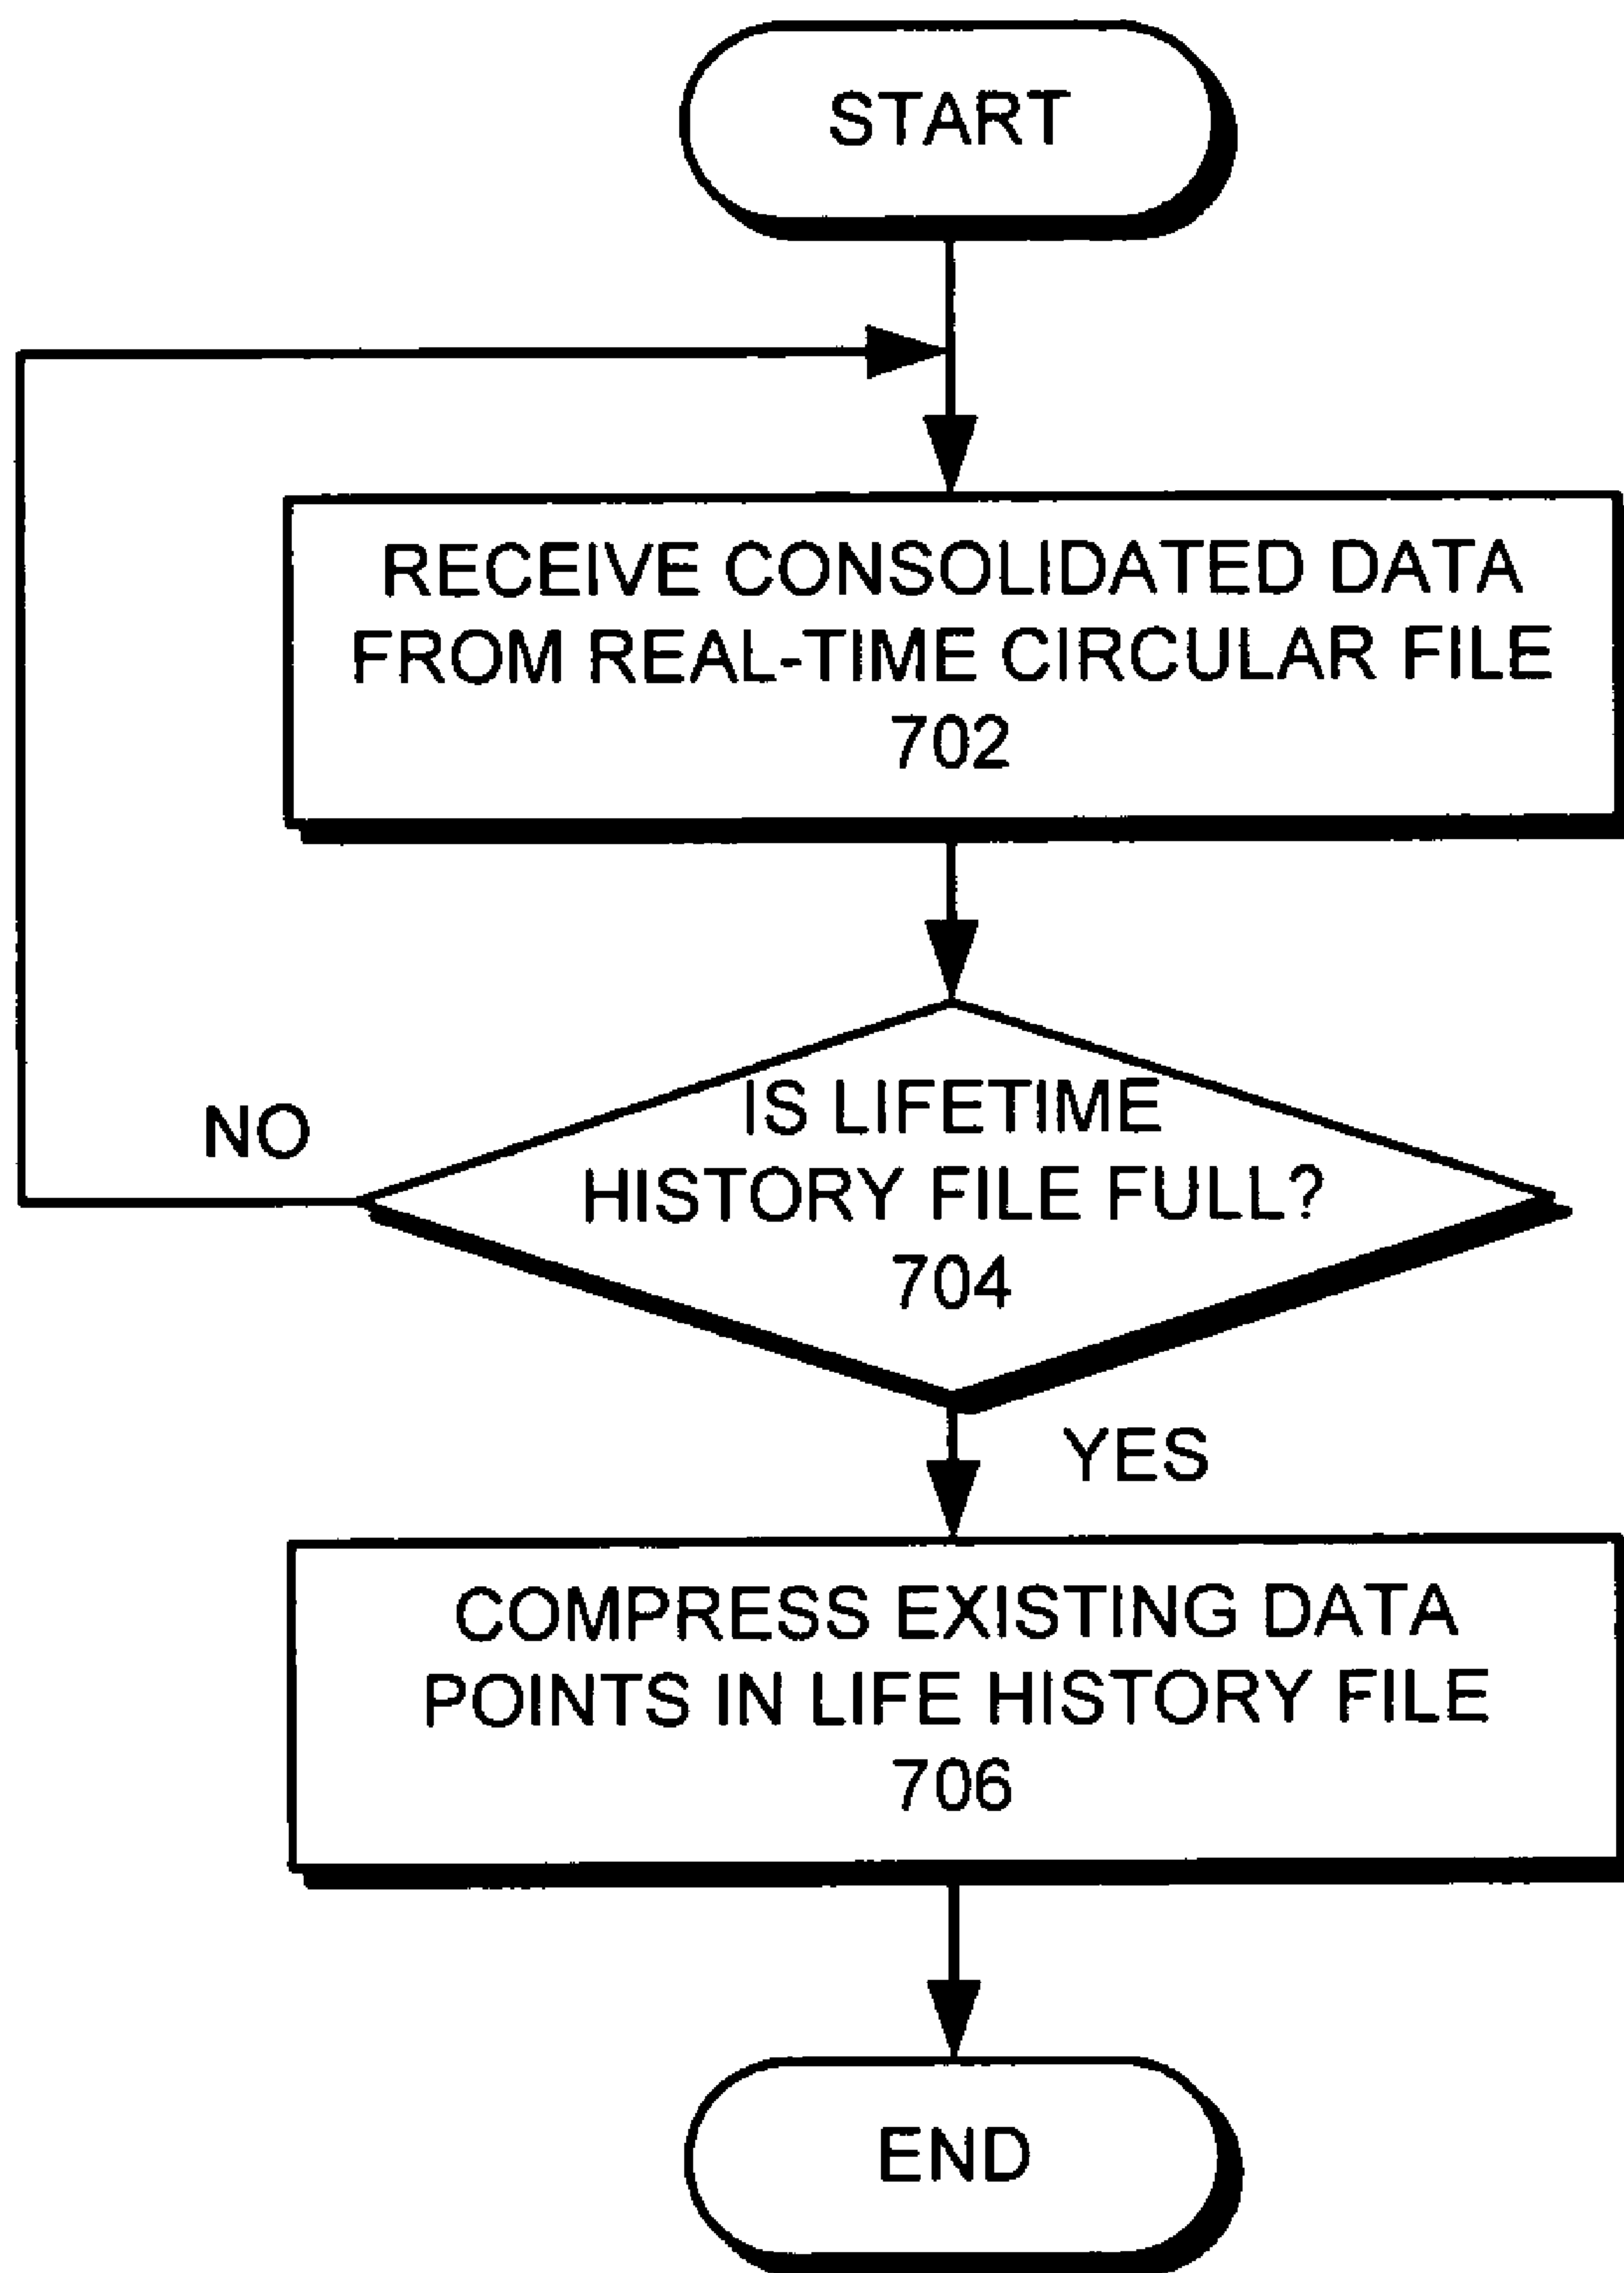 START
RECEIVE CONSOLIDATED DATA
FROM REAL-TIME CIRCULAR FILE
702
IS LIFETIME
HISTORY FILE FULL?
704
NO
YES
COMPRESS EXISTING DATA
POINTS IN LIFE HISTORY FILE
706
END